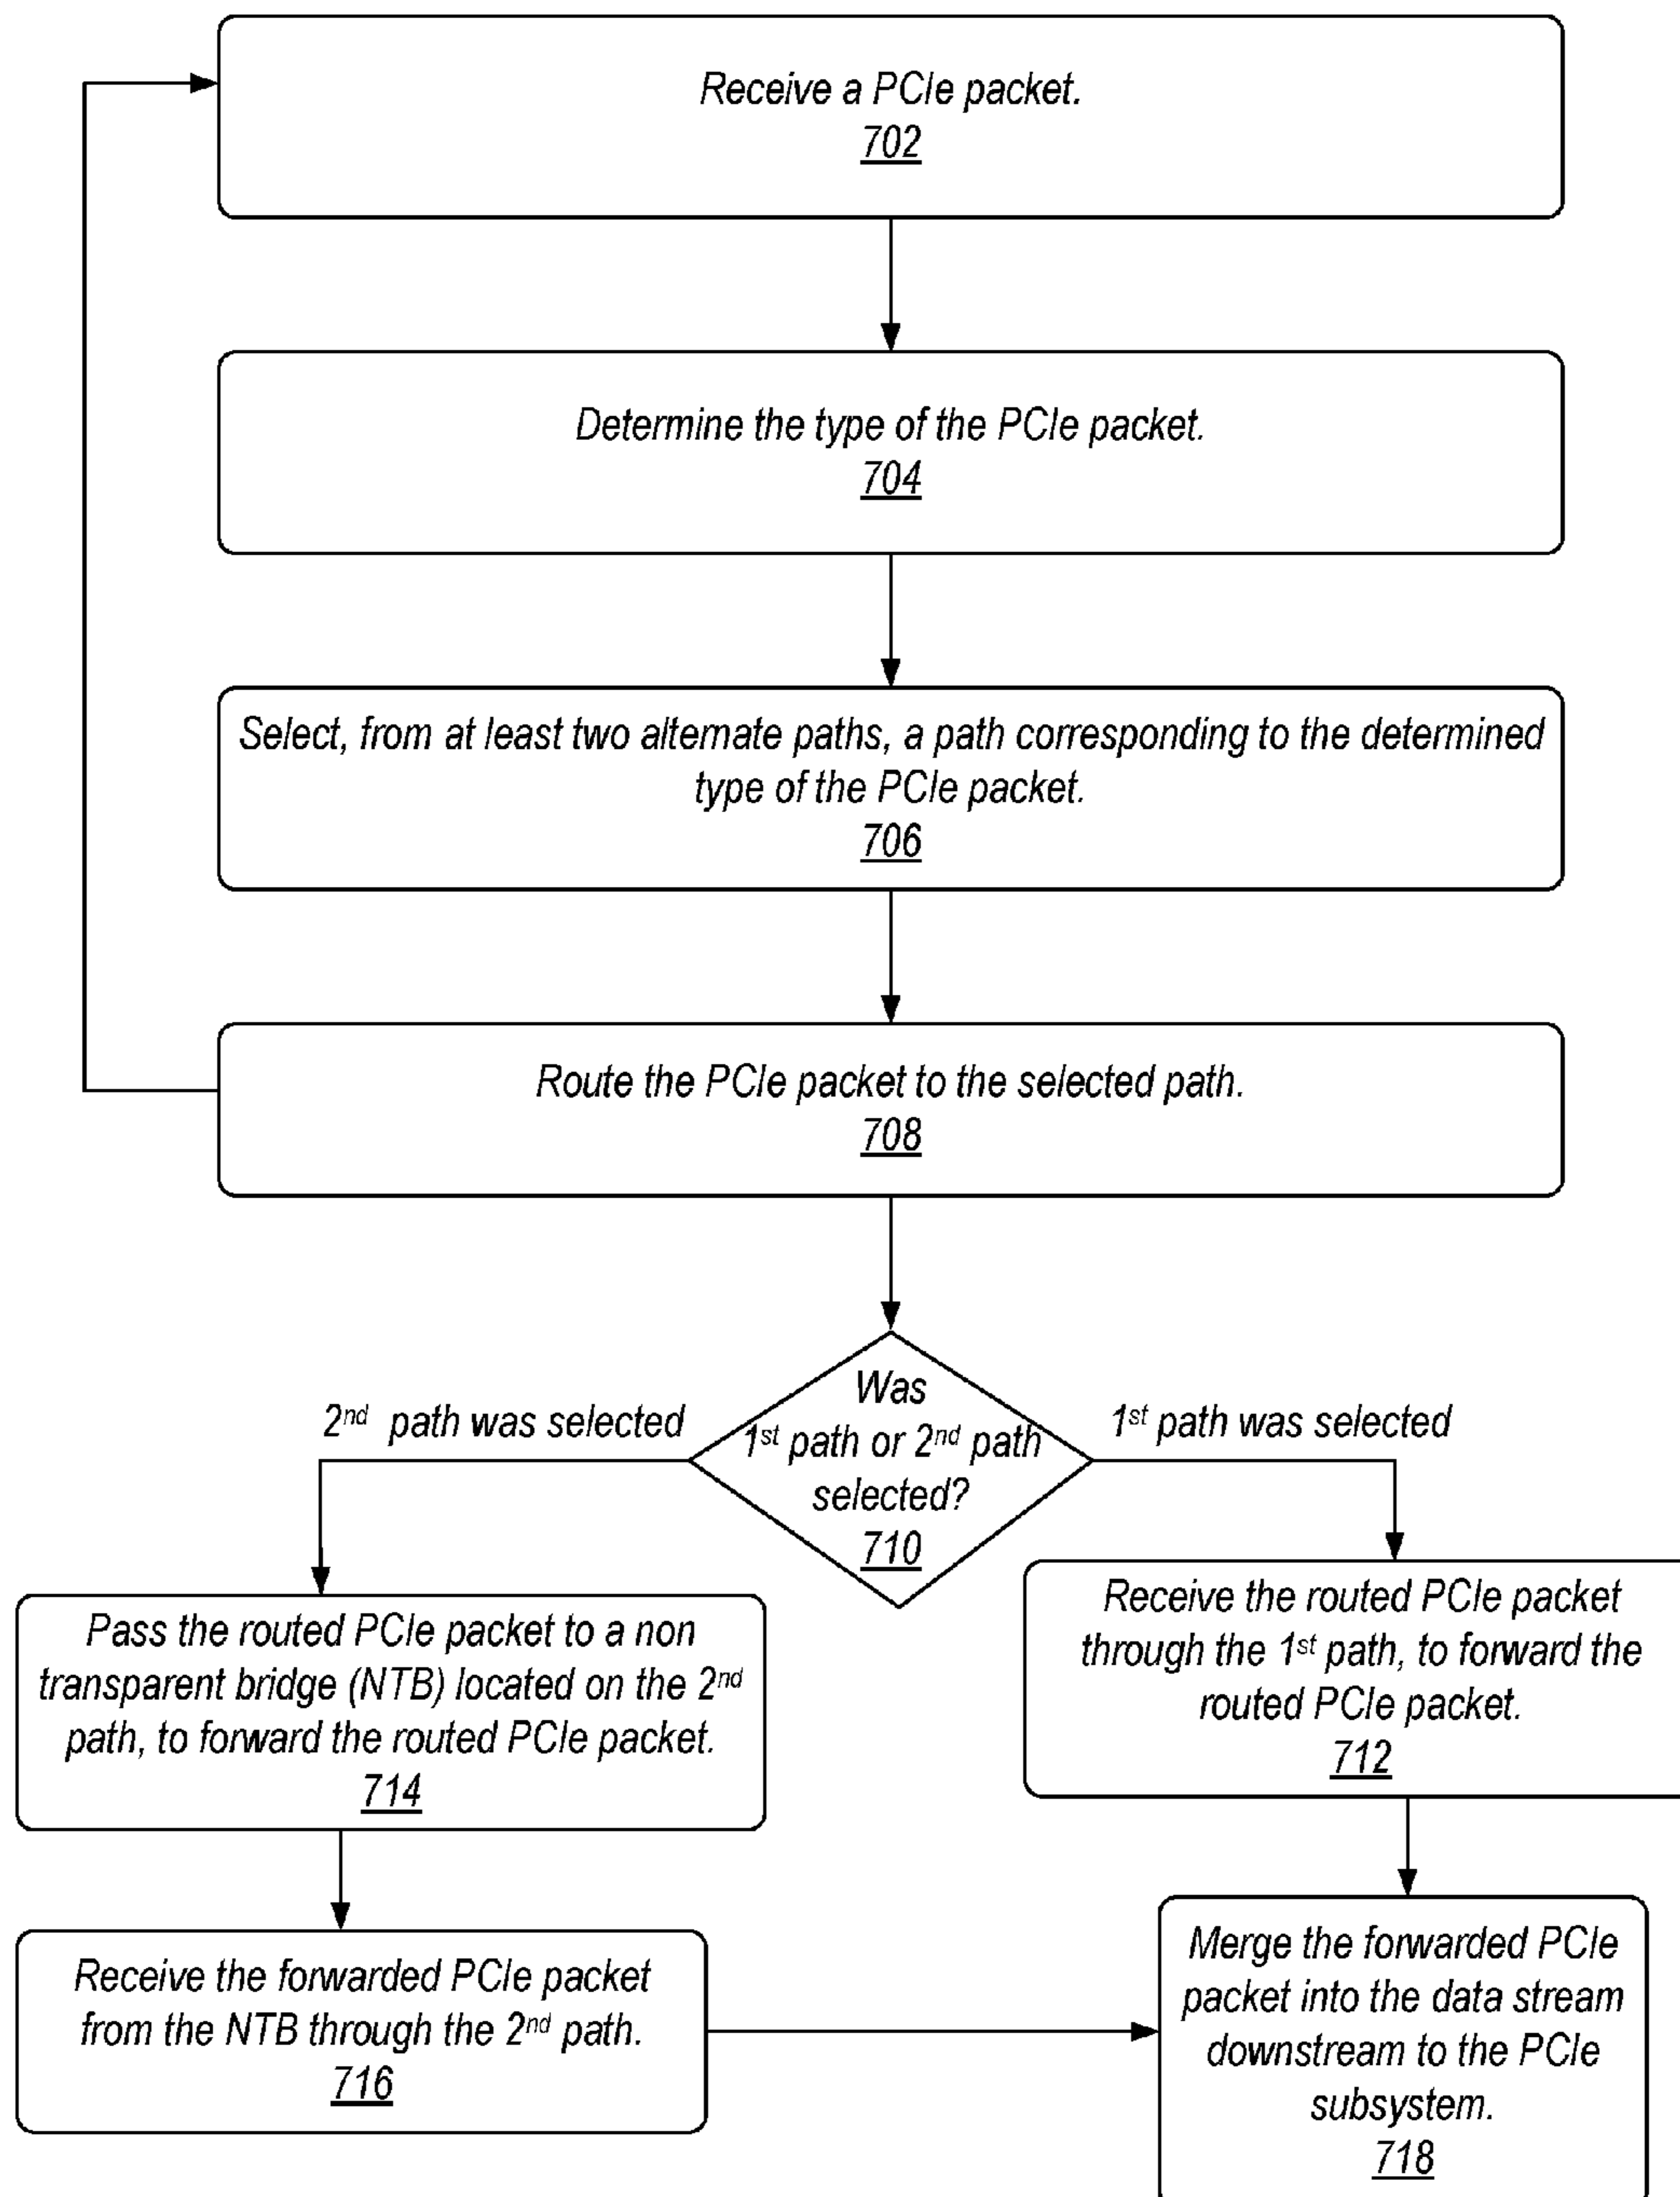 Receive a PCIe packet.
702
Determine the type of the PCIe packet.
704
Select, from at least two alternate paths, a path corresponding to the determined
type of the PCIe packet.
706
Route the PCIe packet to the selected path.
708
Was
1st path or 2nd path
selected?
710
2nd path was selected
1st path was selected
Pass the routed PCIe packet to a non
transparent bridge (NTB) located on the 2nd
path, to forward the routed PCIe packet.
714
Receive the routed PCIe packet
through the 1st path, to forward the
routed PCIe packet.
712
Receive the forwarded PCIe packet
from the NTB through the 2nd path.
716
Merge the forwarded PCIe
packet into the data stream
downstream to the PCIe
subsystem.
718